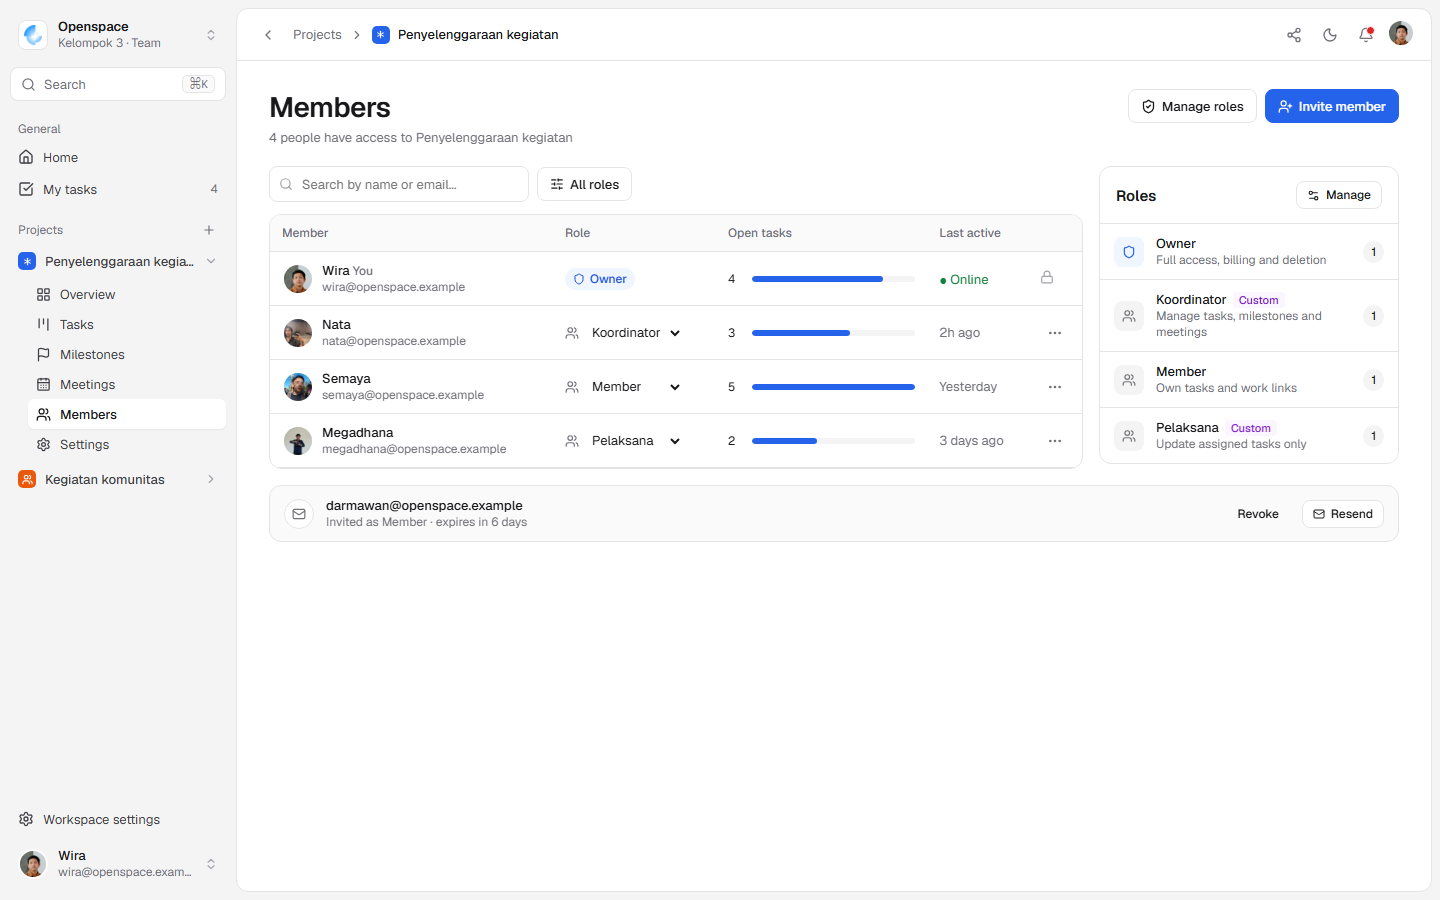 Openspace
Kelompok 3 · Team
Search
⌘K
General
Home
My tasks
4
Projects
Penyelenggaraan kegia...
Overview
Tasks
Milestones
Meetings
Members
Settings
Kegiatan komunitas
Workspace settings
Wira
wira@openspace.exam...
Projects
Penyelenggaraan kegiatan
Members
4 people have access to Penyelenggaraan kegiatan
Manage roles
Invite member
Search by name or email...
All roles
Member
Role
Open tasks
Last active
Wira You
wira@openspace.example
Owner
4
Online
Nata
nata@openspace.example
Koordinator
3
2h ago
Semaya
semaya@openspace.example
Member
5
Yesterday
Megadhana
megadhana@openspace.example
Pelaksana
2
3 days ago
Roles
Manage
Owner
Full access, billing and deletion
1
Koordinator Custom
Manage tasks, milestones and
meetings
1
Member
Own tasks and work links
1
Pelaksana Custom
Update assigned tasks only
1
darmawan@openspace.example
Invited as Member · expires in 6 days
Revoke
Resend